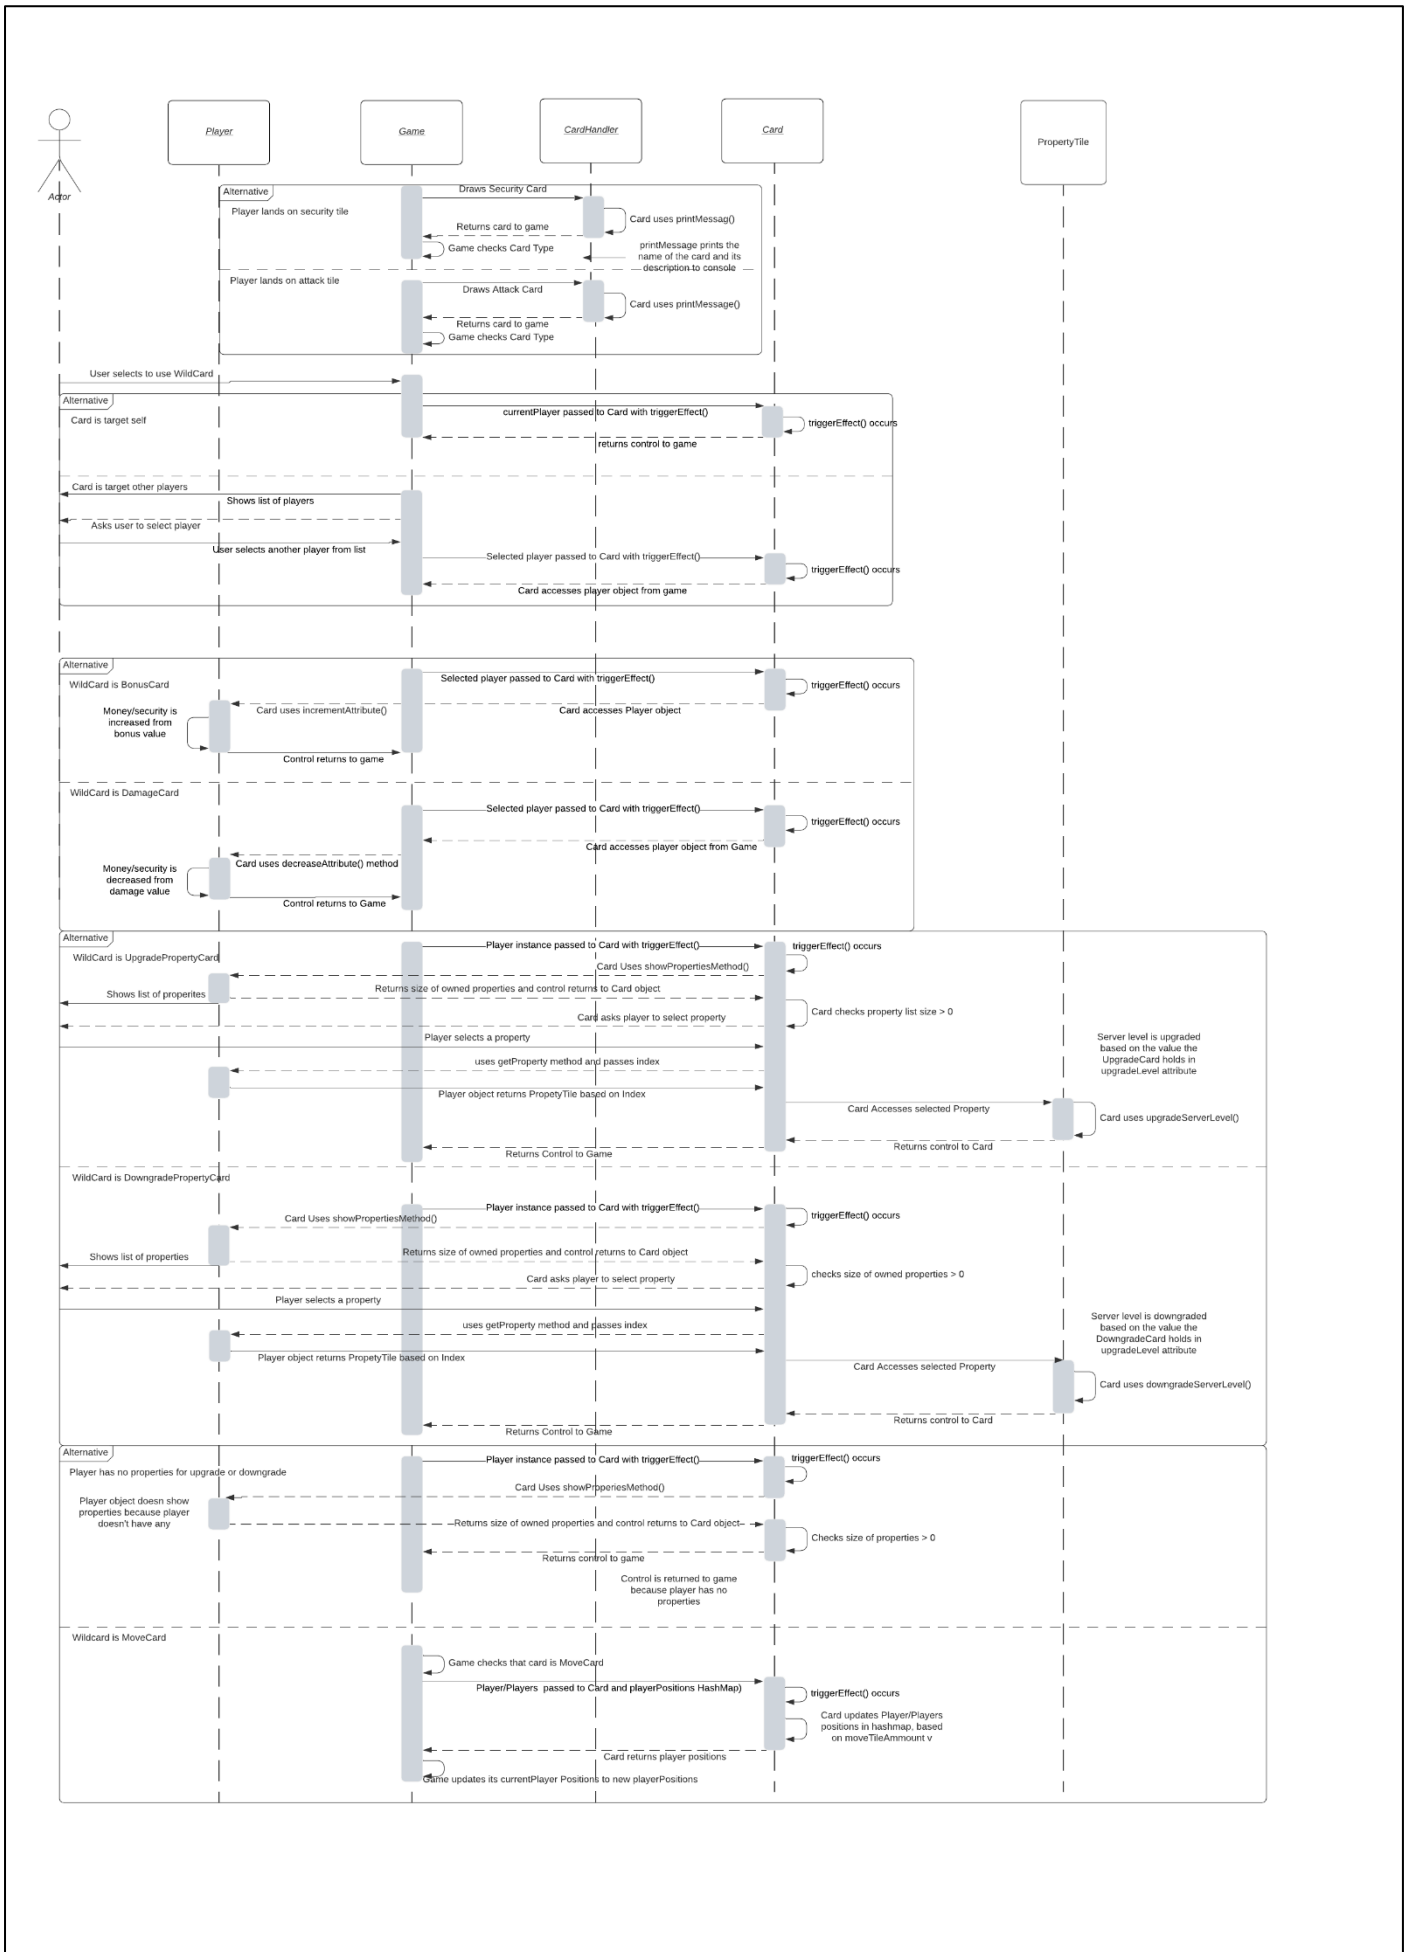 Actor
Player
Game
CardHandler
Card
PropertyTile
Alternative
Player lands on security tile
Draws Security Card
Card uses printMessag()
Returns card to game
Game checks Card Type
printMessage prints the
name of the card and its
description to console
Player lands on attack tile
Draws Attack Card
Card uses printMessage()
Returns card to game
Game checks Card Type
User selects to use WildCard
Alternative
Card is target self
currentPlayer passed to Card with triggerEffect()
triggerEffect() occurs
returns control to game
Card is target other players
Shows list of players
Asks user to select player
User selects another player from list
Selected player passed to Card with triggerEffect()
triggerEffect() occurs
Card accesses player object from game
Alternative
WildCard is BonusCard
Selected player passed to Card with triggerEffect()
triggerEffect() occurs
Money/security is
increased from
bonus value
Card uses incrementAttribute()
Card accesses Player object
Control returns to game
WildCard is DamageCard
Selected player passed to Card with triggerEffect()
triggerEffect() occurs
Card accesses player object from Game
Card uses decreaseAttribute() method
Money/security is
decreased from
damage value
Control returns to Game
Alternative
WildCard is UpgradePropertyCard
Player instance passed to Card with triggerEffect()
triggerEffect() occurs
Card Uses showPropertiesMethod()
Shows list of properites
Returns size of owned properties and control returns to Card object
Card checks property list size > 0
Card asks player to select property
Player selects a property
Server level is upgraded
based on the value the
UpgradeCard holds in
upgradeLevel attribute
uses getProperty method and passes index
Player object returns PropetyTile based on Index
Card Accesses selected Property
Card uses upgradeServerLevel()
Returns control to Card
Returns Control to Game
WildCard is DowngradePropertyCard
Player instance passed to Card with triggerEffect()
triggerEffect() occurs
Card Uses showPropertiesMethod()
Shows list of properties
Returns size of owned properties and control returns to Card object
checks size of owned properties > 0
Card asks player to select property
Player selects a property
Server level is downgraded
based on the value the
DowngradeCard holds in
upgradeLevel attribute
uses getProperty method and passes index
Player object returns PropetyTile based on Index
Card Accesses selected Property
Card uses downgradeServerLevel()
Returns control to Card
Returns Control to Game
Alternative
Player has no properties for upgrade or downgrade
Player instance passed to Card with triggerEffect()
triggerEffect() occurs
Card Uses showProperiesMethod()
Player object doesn show
properties because player
doesn't have any
Returns size of owned properties and control returns to Card object
Checks size of properties > 0
Returns control to game
Control is returned to game
because player has no
properties
Wildcard is MoveCard
Game checks that card is MoveCard
Player/Players passed to Card and playerPositions HashMap)
triggerEffect() occurs
Card updates Player/Players
positions in hashmap, based
on moveTileAmmount v
Card returns player positions
Game updates its currentPlayer Positions to new playerPositions